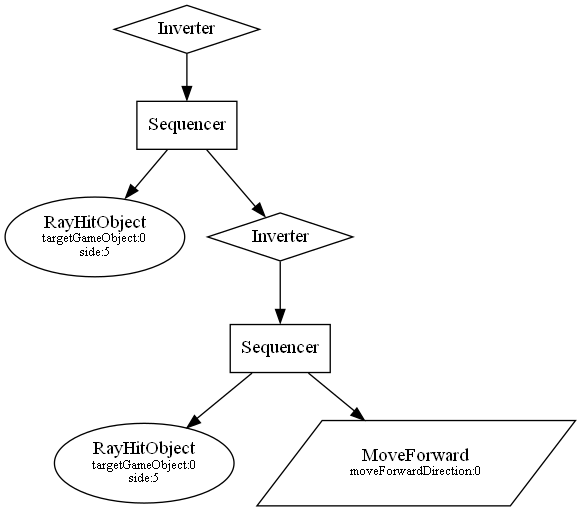 Inverter
Sequencer
RayHitObject
targetGameObject:0
side:5
Inverter
Sequencer
RayHitObject
targetGameObject:0
side:5
MoveForward
moveForwardDirection:0